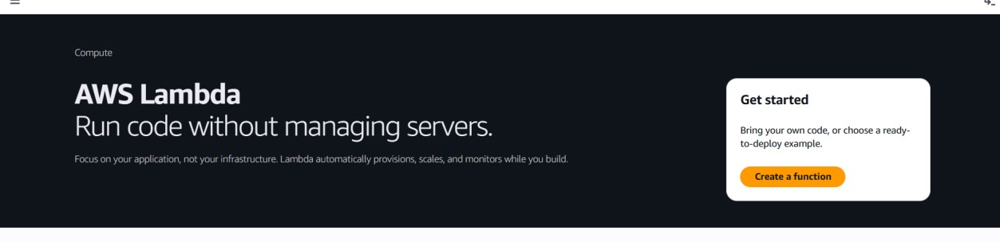 Compute
AWS Lambda
Run code without managing servers.
Focus on your application, not your infrastructure. Lambda automatically provisions, scales, and monitors while you build.
Get started
Bring your own code, or choose a ready-
to-deploy example.
Create a function